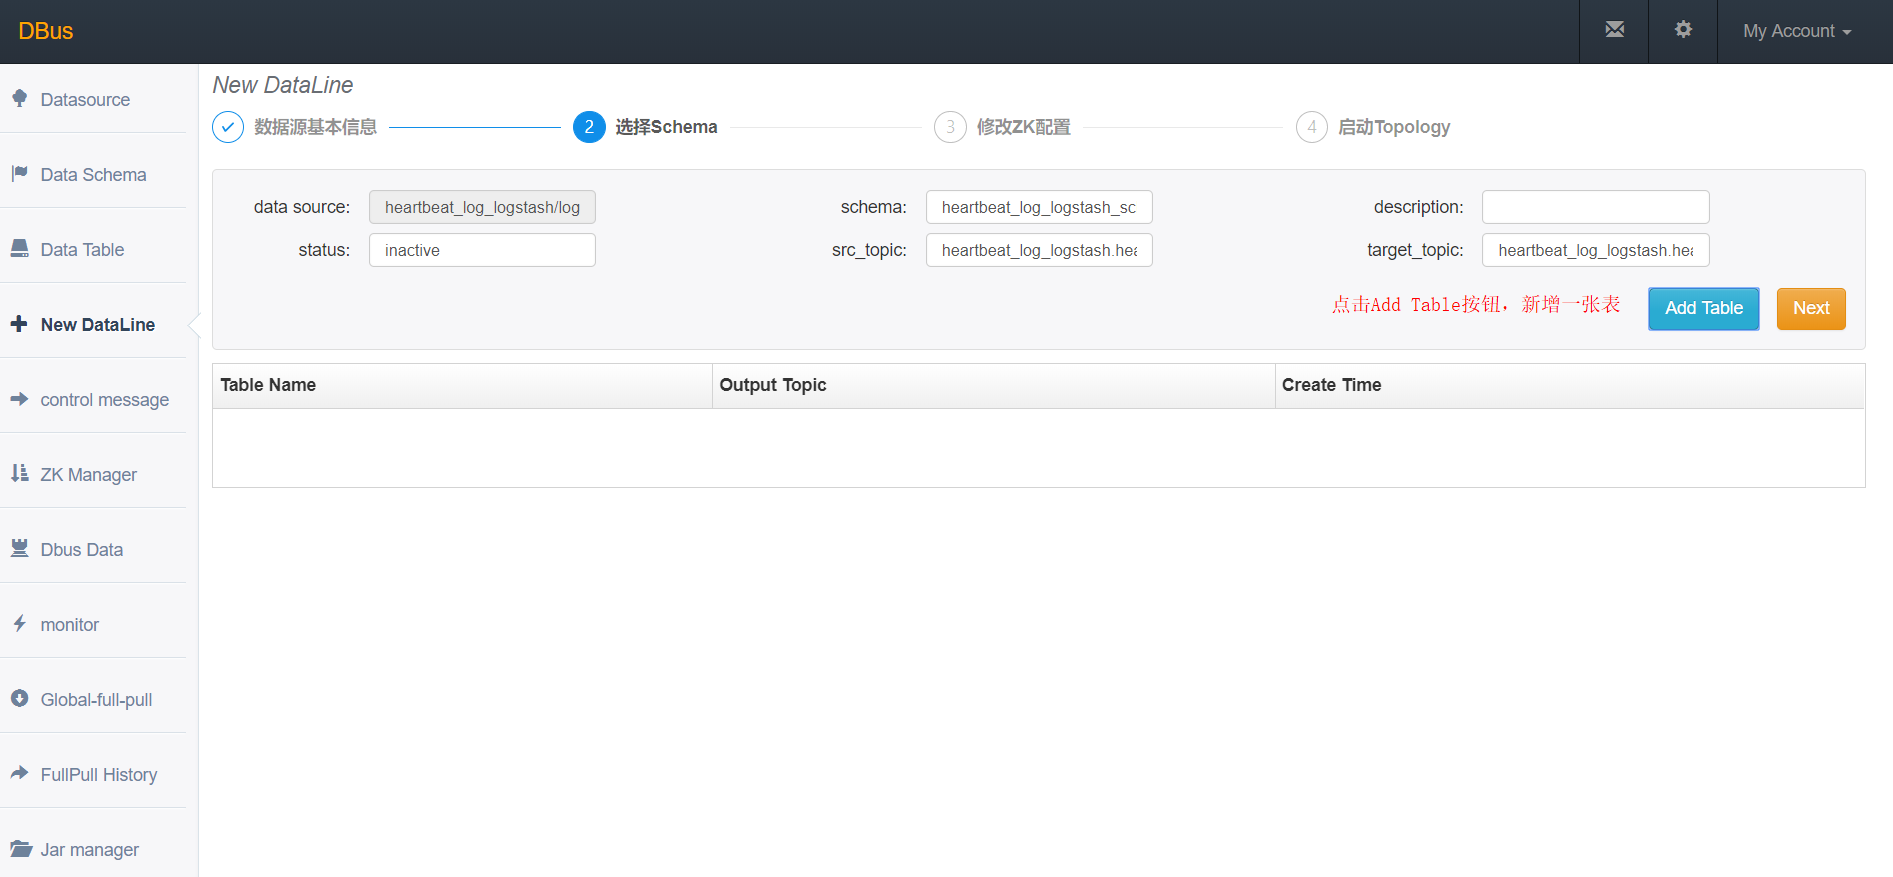 DBus
My Account
Datasource
Data Schema
Data Table
New DataLine
control message
ZK Manager
Dbus Data
monitor
Global-full-pull
FullPull History
Jar manager
New DataLine
数据源基本信息
2 选择Schema
3 修改ZK配置
4 启动Topology
data source: heartbeat_log_logstash/log
schema: heartbeat_log_logstash_sc
description:
status: inactive
src_topic: heartbeat_log_logstash.hea
target_topic: heartbeat_log_logstash.hea
点击Add Table按钮，新增一张表
Add Table
Next
Table Name
Output Topic
Create Time